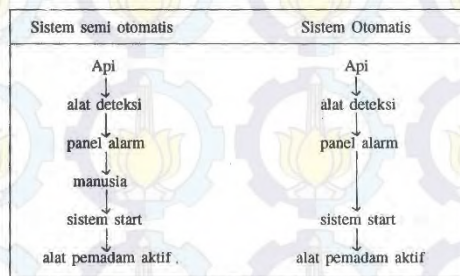 Sistem semi otomatis Sistem Otomatis
Api Api
alat deteksi alat deteksi
panel alarm panel alarm
manusia
sistem start sistem start
alat pemadam aktif . alat pemadam aktif